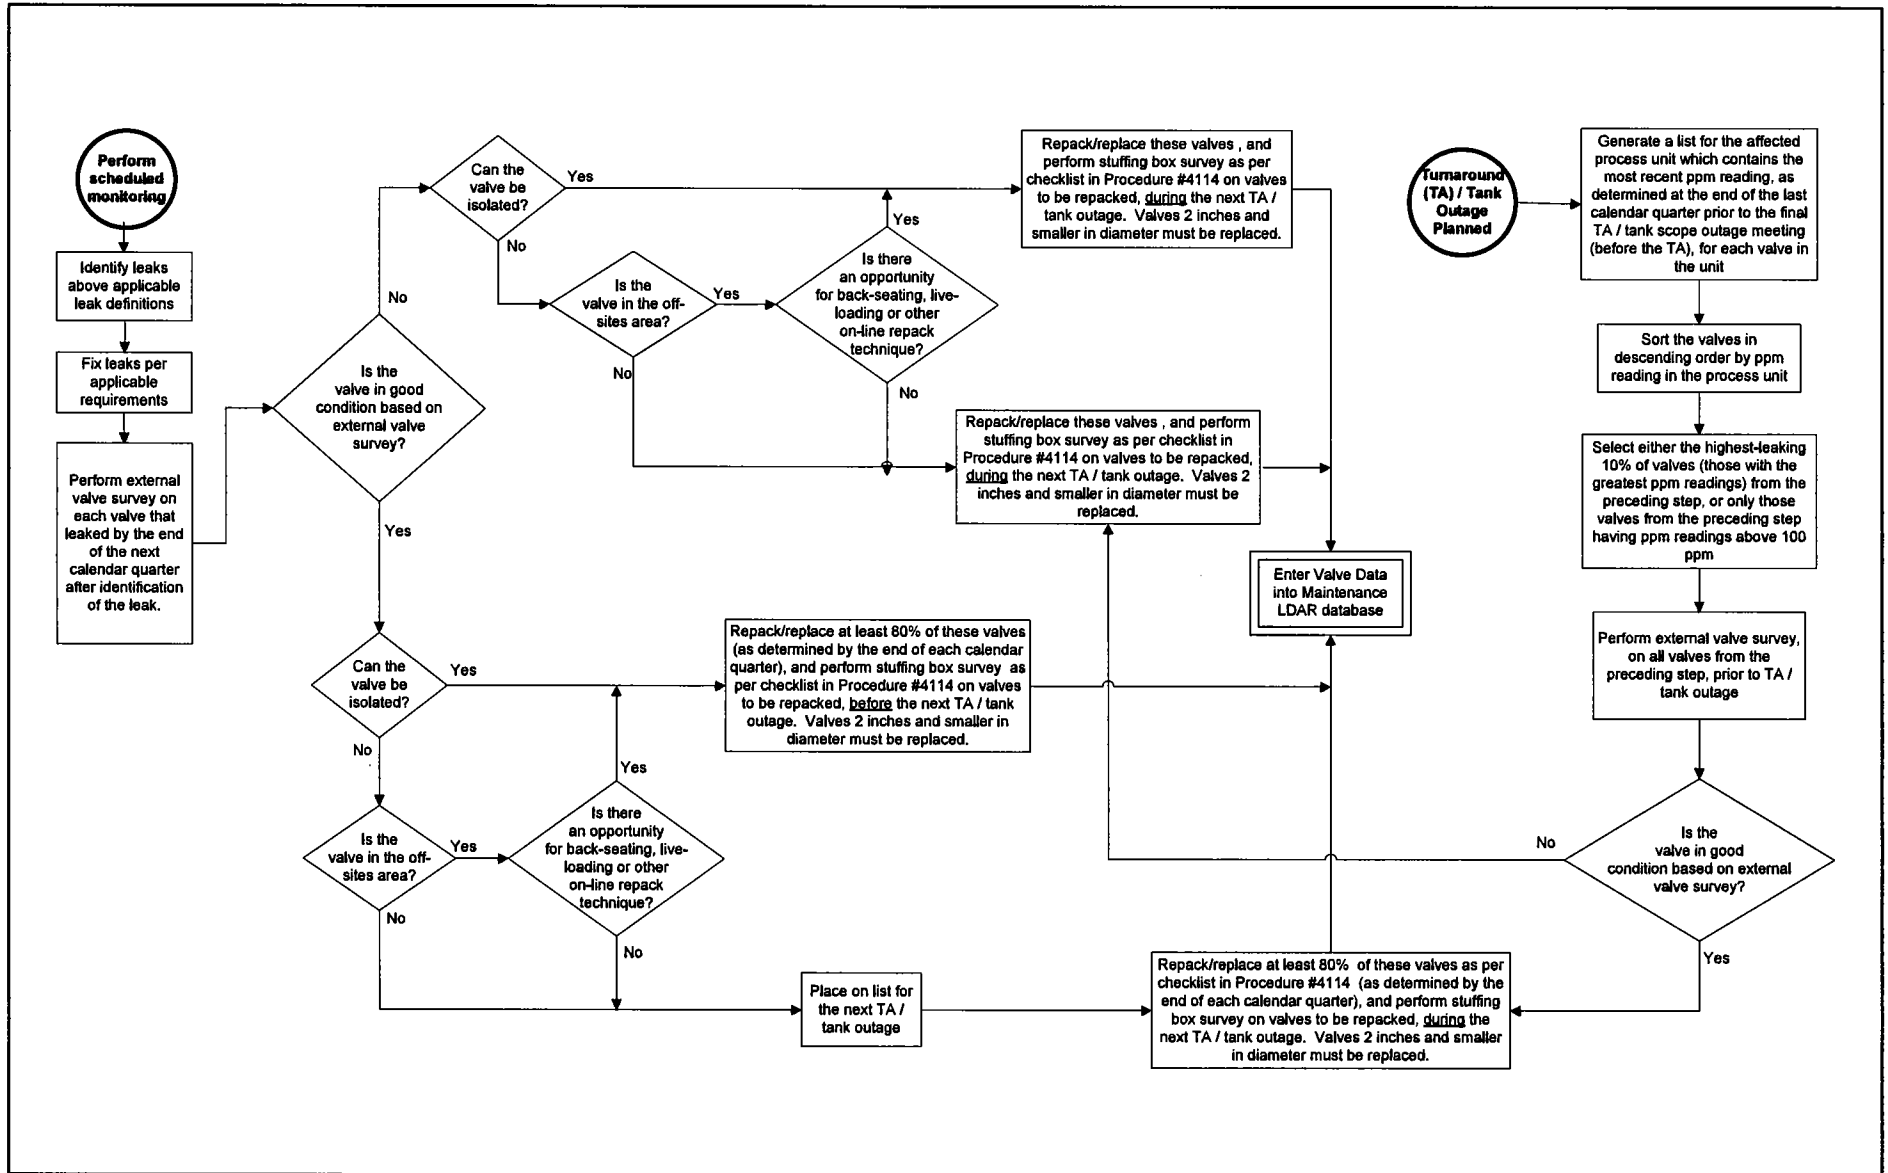 Perform
scheduled
monitoring
Identify leaks
above applicable
leak definitions
Fix leaks per
applicable
requirements
Perform external
valve survey on
each valve that
leaked by the end
of the next
calendar quarter
after identification
of the leak.
Is the
valve in good
condition based on
external valve
survey?
No
Yes
Can the
valve be
isolated?
Yes
No
Is the
valve in the off-
sites area?
Yes
No
Is there
an opportunity
for back-seating, live-
loading or other
on-line repack
technique?
Yes
No
Repack/replace these valves , and
perform stuffing box survey as per
checklist in Procedure #4114 on valves
to be repacked, during the next TA /
tank outage. Valves 2 inches and
smaller in diameter must be replaced.
Repack/replace these valves , and perform
stuffing box survey as per checklist in
Procedure #4114 on valves to be repacked,
during the next TA / tank outage. Valves 2
inches and smaller in diameter must be
replaced.
Enter Valve Data
into Maintenance
LDAR database
Can the
valve be
isolated?
Yes
No
Is the
valve in the off-
sites area?
Yes
No
Is there
an opportunity
for back-seating, live-
loading or other
on-line repack
technique?
Yes
No
Repack/replace at least 80% of these valves
(as determined by the end of each calendar
quarter), and perform stuffing box survey as
per checklist in Procedure #4114 on valves
to be repacked, before the next TA / tank
outage. Valves 2 inches and smaller in
diameter must be replaced.
Place on list for
the next TA /
tank outage
Repack/replace at least 80% of these valves as per
checklist in Procedure #4114 (as determined by the
end of each calendar quarter), and perform stuffing
box survey on valves to be repacked, during the
next TA / tank outage. Valves 2 inches and smaller
in diameter must be replaced.
Turnaround
(TA) / Tank
Outage
Planned
Generate a list for the affected
process unit which contains the
most recent ppm reading, as
determined at the end of the last
calendar quarter prior to the final
TA / tank scope outage meeting
(before the TA), for each valve in
the unit
Sort the valves in
descending order by ppm
reading in the process unit
Select either the highest-leaking
10% of valves (those with the
greatest ppm readings) from the
preceding step, or only those
valves from the preceding step
having ppm readings above 100
ppm
Perform external valve survey,
on all valves from the
preceding step, prior to TA /
tank outage
Is the
valve in good
condition based on external
valve survey?
No
Yes